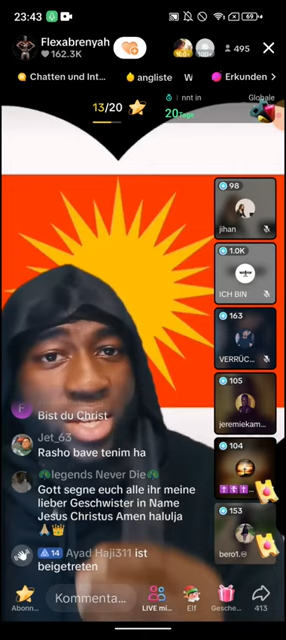 23:43
69
Flexabrenyah
162.3K
495
Chatten und Int...
angliste
W
Erkunden >
13/20
nnt in
20 Tage
Globale
98
jihan
1.0K
ICH BIN
163
VERRÜC...
105
jeremiekam...
104
153
bero1.
F
Bist du Christ
Jet_63
Rasho bave tenim ha
legends Never Die
Gott segne euch alle ihr meine
lieber Geschwister in Name
Jesus Christus Amen halulja
14 Ayad Haji311 ist
beigetreten
Abonn...
Kommenta...
LIVE mi...
Elf
Gesche...
413